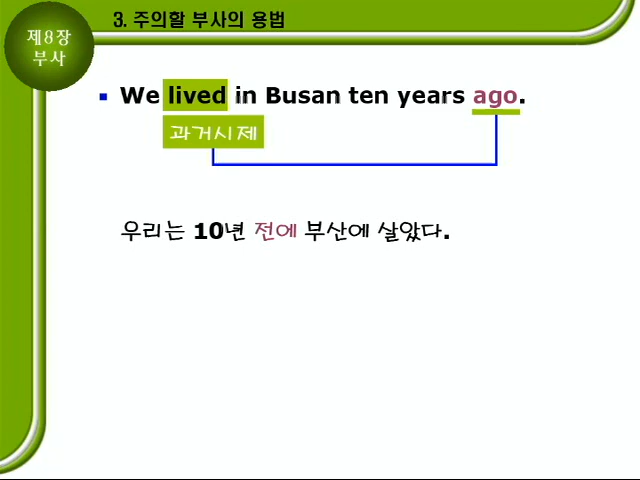 제8장
부사
3. 주의할 부사의 용법
We lived in Busan ten years ago.
과거시제
우리는 10년 전에 부산에 살았다.